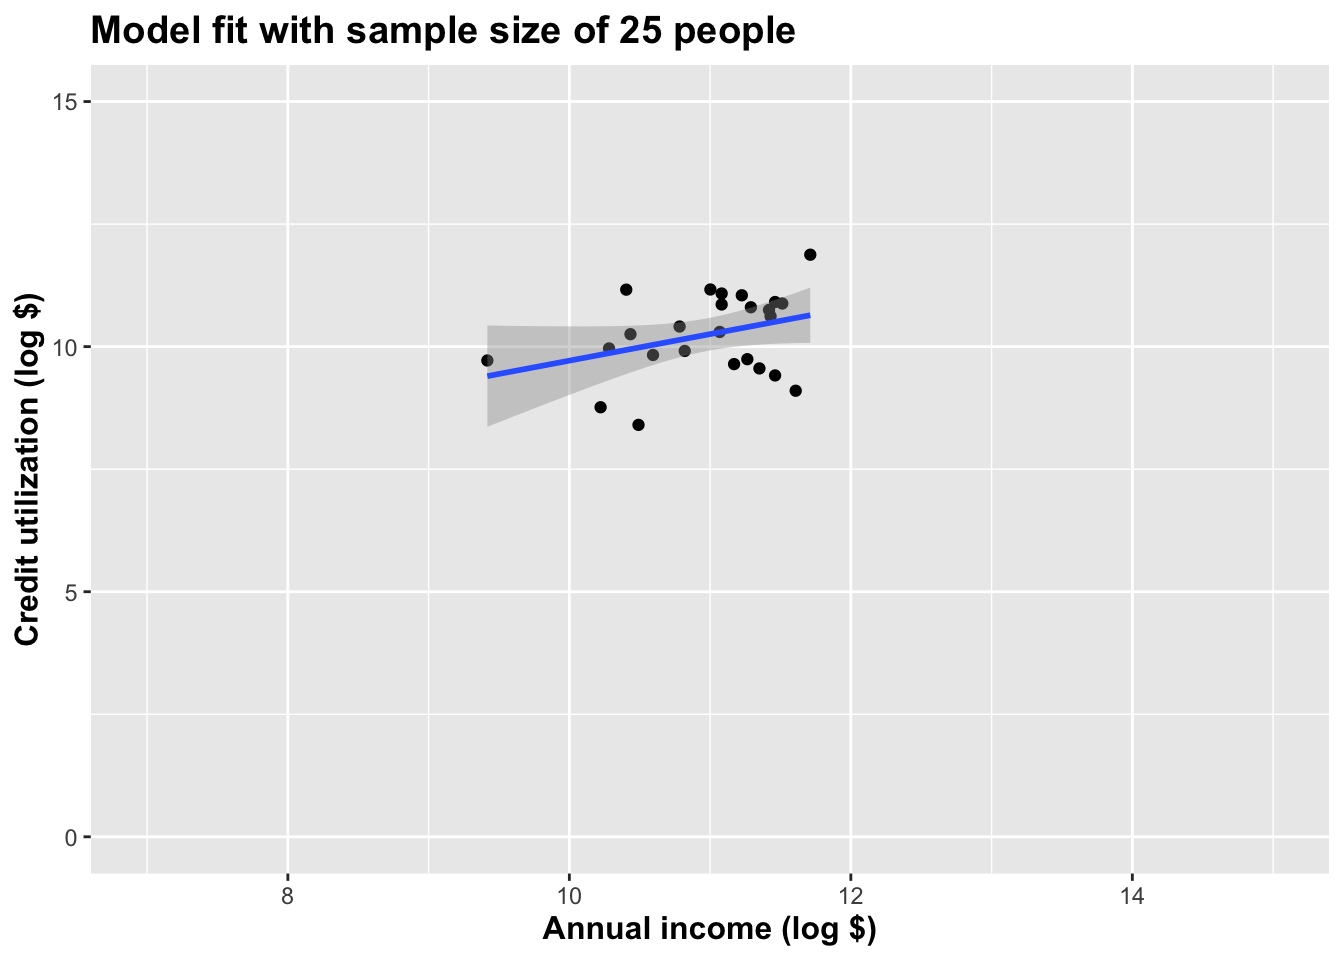 Model fit with sample size of 25 people
15
10
5
0
Credit utilization (log $)
8 10 12 14
Annual income (log $)